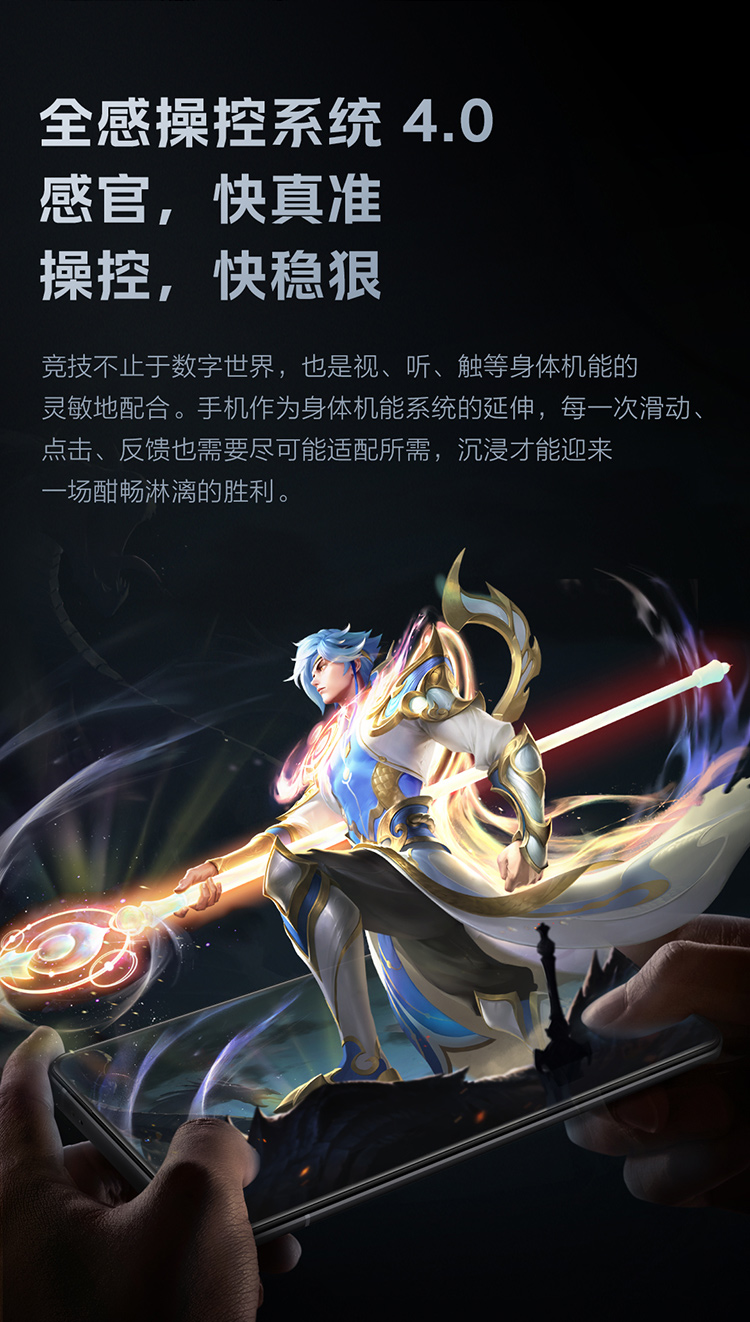 全感操控系统 4.0
感官，快真准
操控，快稳狠
竞技不止于数字世界，也是视、听、触等身体机能的
灵敏地配合。手机作为身体机能系统的延伸，每一次滑动、
点击、反馈也需要尽可能适配所需，沉浸才能迎来
一场酣畅淋漓的胜利。